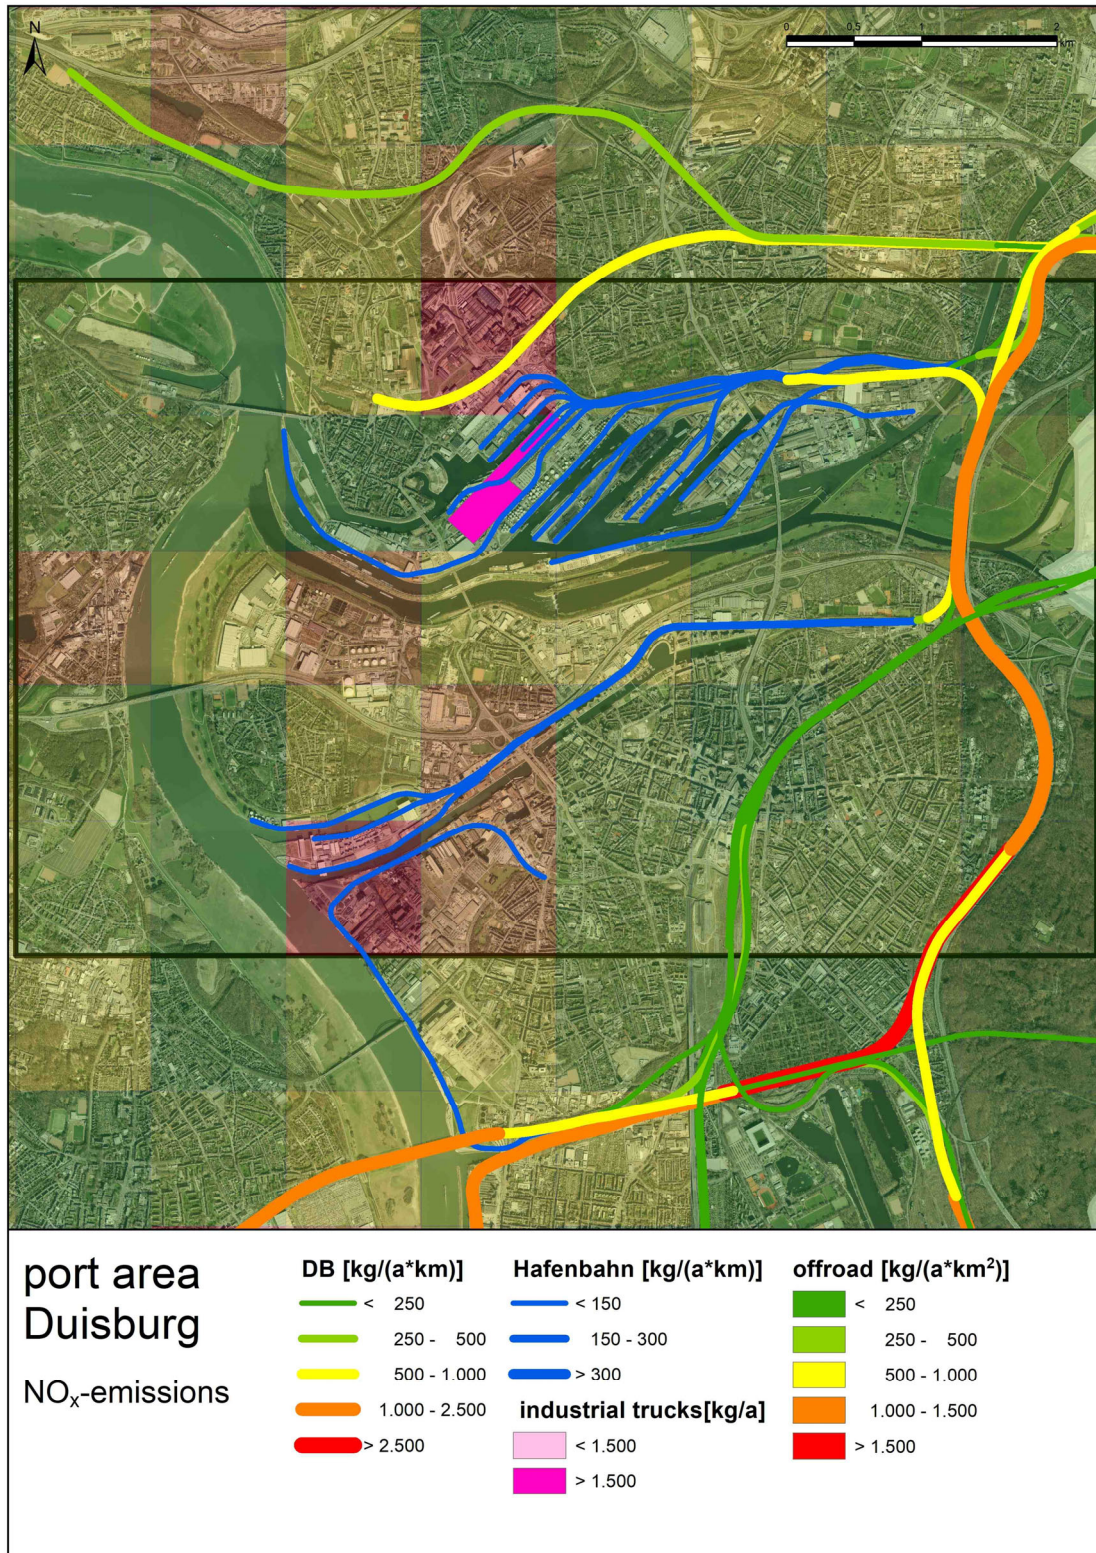 N
0 0.5 1 2
km
port area
Duisburg
NOx-emissions
DB [kg/(a*km)]
< 250
250 - 500
500 - 1.000
1.000 - 2.500
> 2.500
Hafenbahn [kg/(a*km)]
< 150
150 - 300
> 300
industrial trucks[kg/a]
< 1.500
> 1.500
offroad [kg/(a*km²)]
< 250
250 - 500
500 - 1.000
1.000 - 1.500
> 1.500